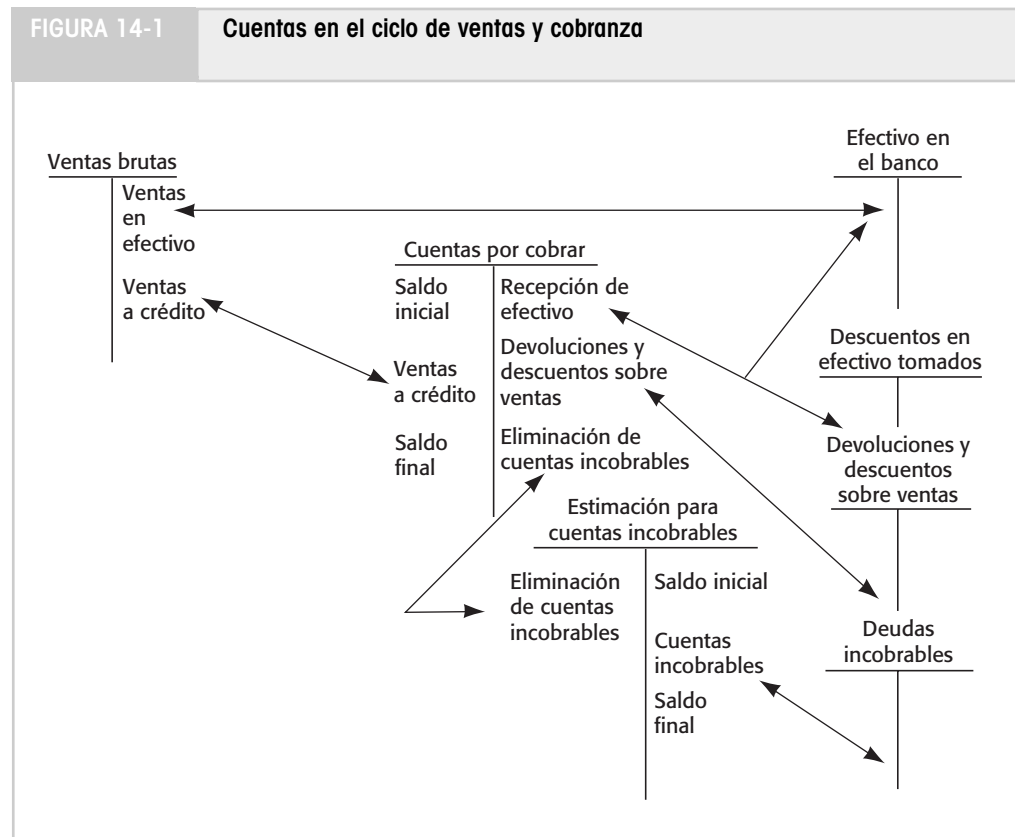 FIGURA 14-1
Cuentas en el ciclo de ventas y cobranza
Ventas brutas
Ventas
en
efectivo
Ventas
a crédito
Cuentas por cobrar
Saldo
inicial
Ventas
a crédito
Saldo
final
Recepción de
efectivo
Devoluciones y
descuentos sobre
ventas
Eliminación de
cuentas incobrables
Estimación para
cuentas incobrables
Eliminación
de cuentas
incobrables
Saldo inicial
Cuentas
incobrables
Saldo
final
Efectivo en
el banco
Descuentos en
efectivo tomados
Devoluciones y
descuentos
sobre ventas
Deudas
incobrables